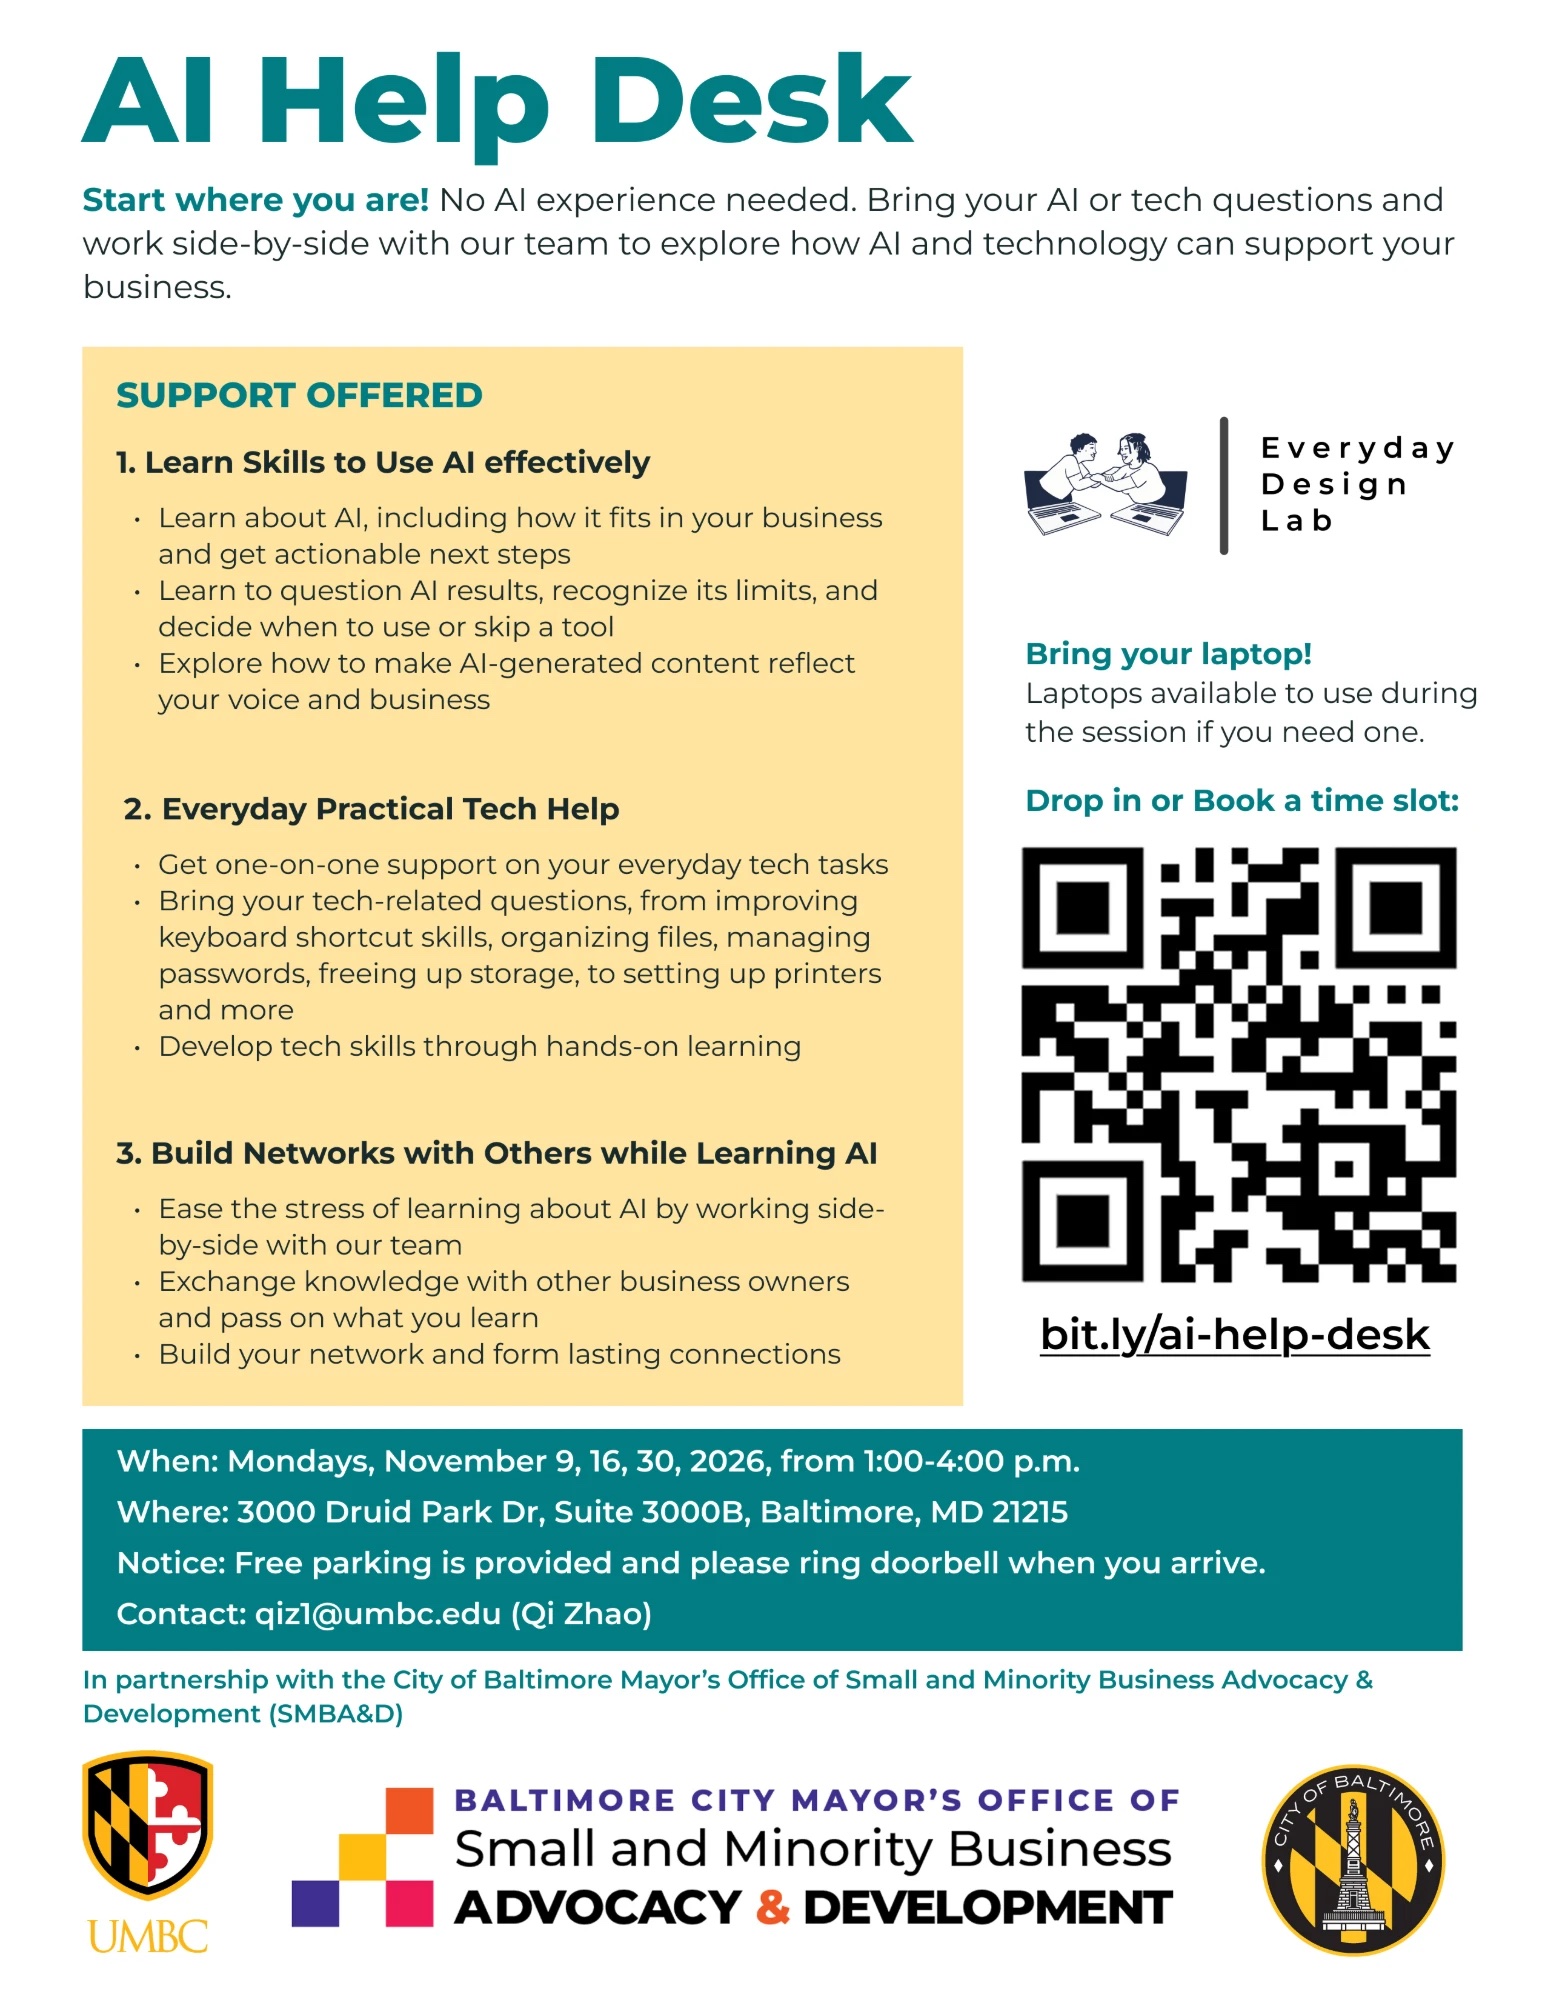 AI Help Desk
Start where you are! No AI experience needed. Bring your AI or tech questions and
work side-by-side with our team to explore how AI and technology can support your
business.
SUPPORT OFFERED
1. Learn Skills to Use AI effectively
• Learn about AI, including how it fits in your business
and get actionable next steps
• Learn to question AI results, recognize its limits, and
decide when to use or skip a tool
• Explore how to make AI-generated content reflect
your voice and business
2. Everyday Practical Tech Help
• Get one-on-one support on your everyday tech tasks
• Bring your tech-related questions, from improving
keyboard shortcut skills, organizing files, managing
passwords, freeing up storage, to setting up printers
and more
• Develop tech skills through hands-on learning
3. Build Networks with Others while Learning AI
• Ease the stress of learning about AI by working side-
by-side with our team
• Exchange knowledge with other business owners
and pass on what you learn
• Build your network and form lasting connections
Everyday
Design
Lab
Bring your laptop!
Laptops available to use during
the session if you need one.
Drop in or Book a time slot:
bit.ly/ai-help-desk
When: Mondays, November 9, 16, 30, 2026, from 1:00-4:00 p.m.
Where: 3000 Druid Park Dr, Suite 3000B, Baltimore, MD 21215
Notice: Free parking is provided and please ring doorbell when you arrive.
Contact: qiz1@umbc.edu (Qi Zhao)
In partnership with the City of Baltimore Mayor’s Office of Small and Minority Business Advocacy &
Development (SMBA&D)
UMBC
BALTIMORE CITY MAYOR’S OFFICE OF
Small and Minority Business
ADVOCACY & DEVELOPMENT
CITY OF BALTIMORE